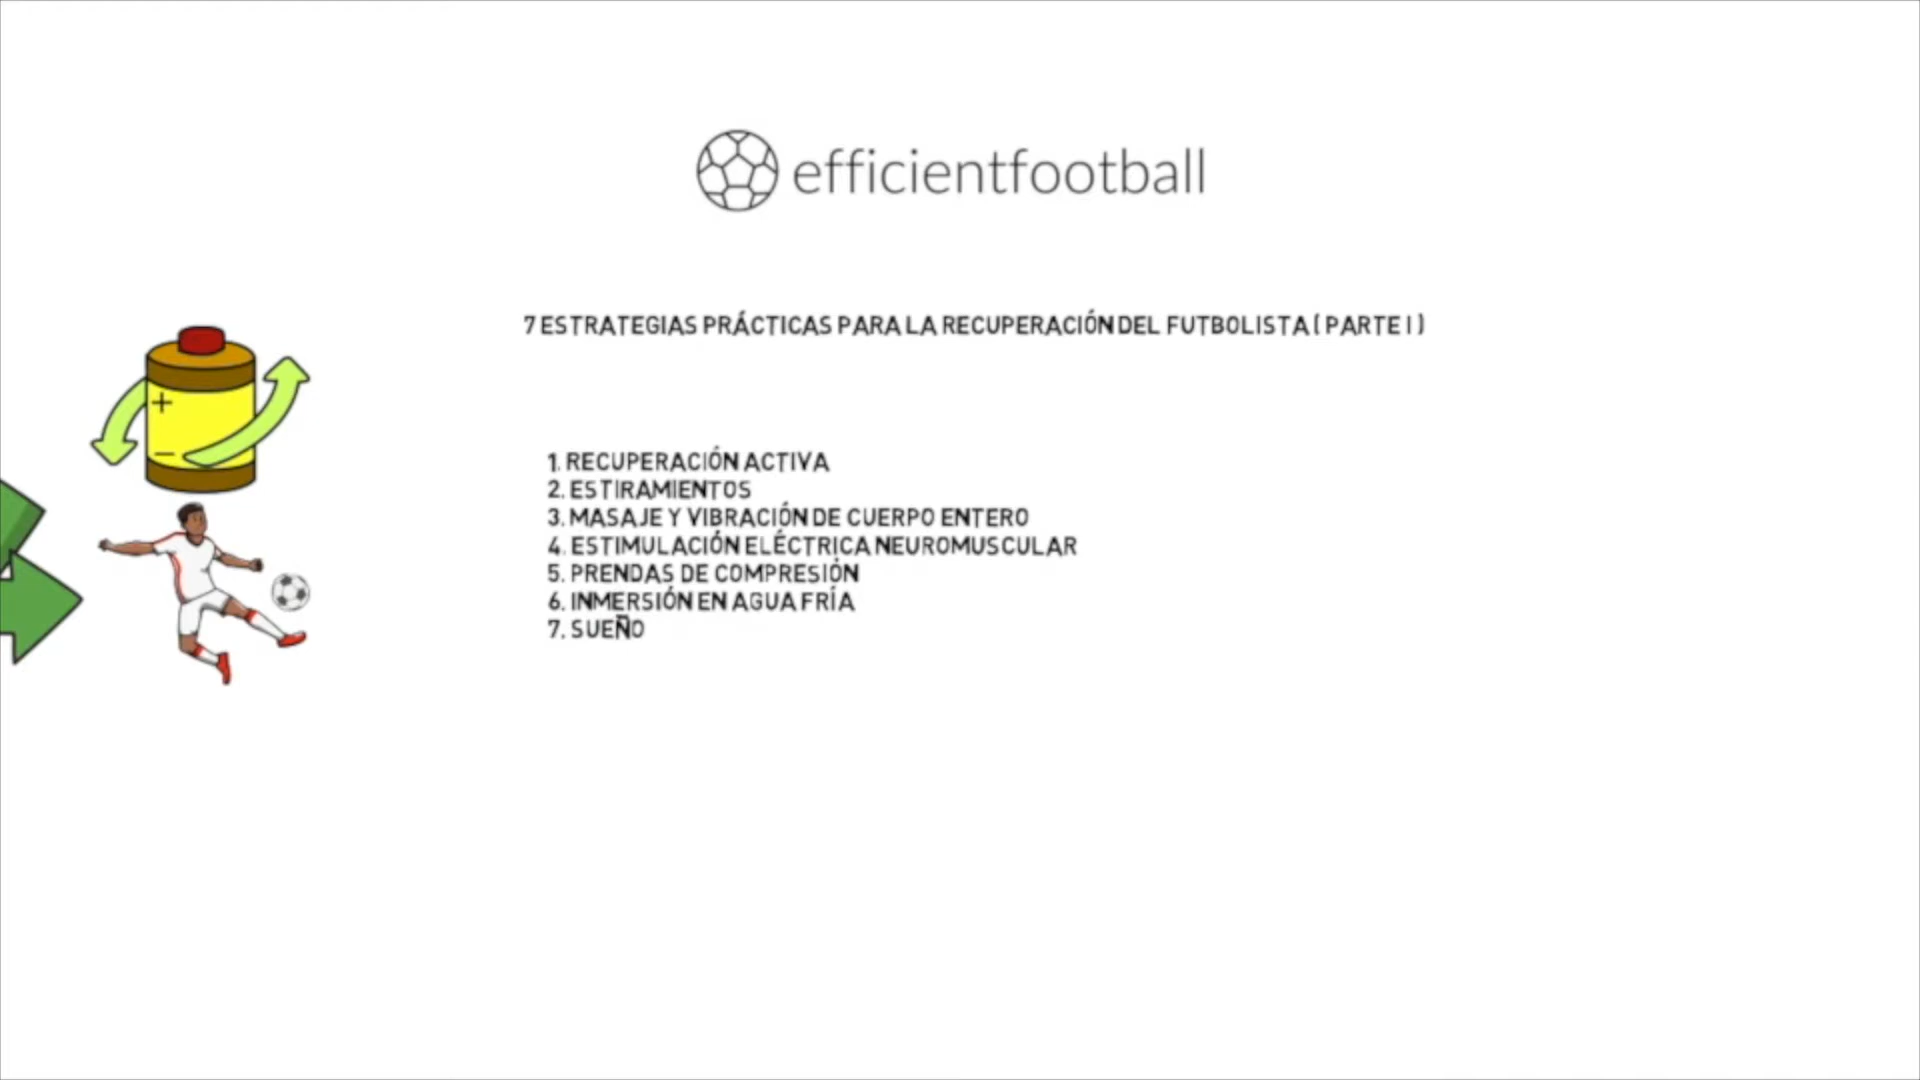 efficientfootball
7 ESTRATEGIAS PRÁCTICAS PARA LA RECUPERACIÓN DEL FUTBOLISTA ( PARTE I )
+
−
1. RECUPERACIÓN ACTIVA
2. ESTIRAMIENTOS
3. MASAJE Y VIBRACIÓN DE CUERPO ENTERO
4. ESTIMULACIÓN ELÉCTRICA NEUROMUSCULAR
5. PRENDAS DE COMPRESIÓN
6. INMERSIÓN EN AGUA FRÍA
7. SUEÑO